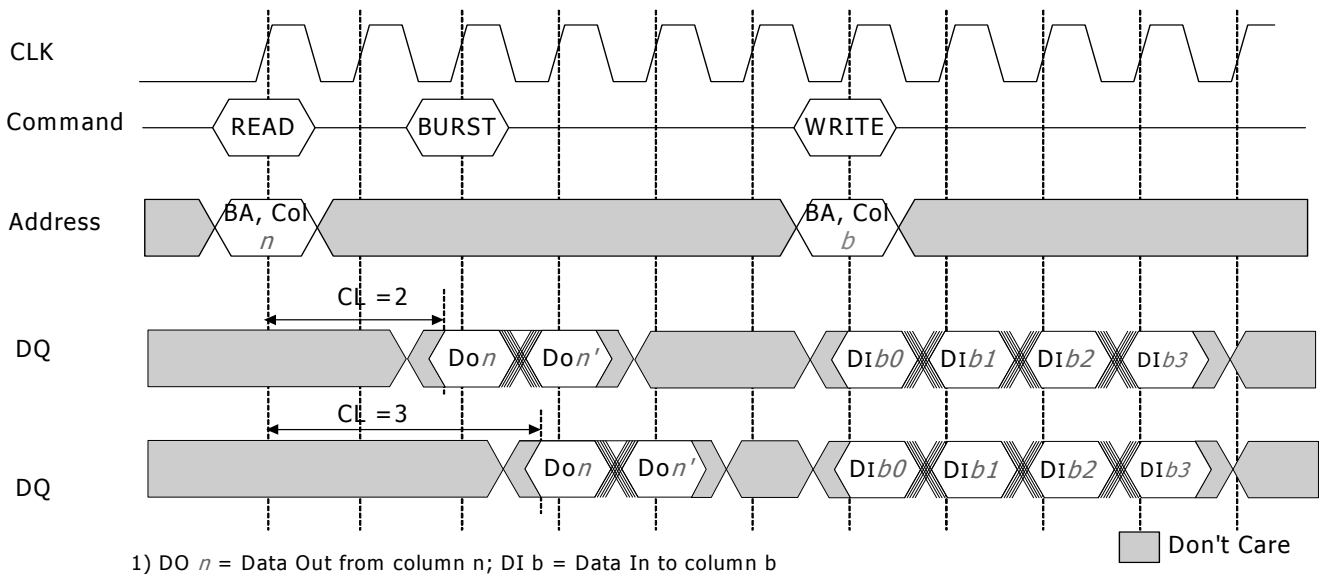 CLK
Command READ BURST WRITE
Address BA, Col n BA, Col b
CL =2
DQ Don Don' DIb0 DIb1 DIb2 DIb3
CL =3
DQ Don Don' DIb0 DIb1 DIb2 DIb3
Don't Care
1) DO n = Data Out from column n; DI b = Data In to column b